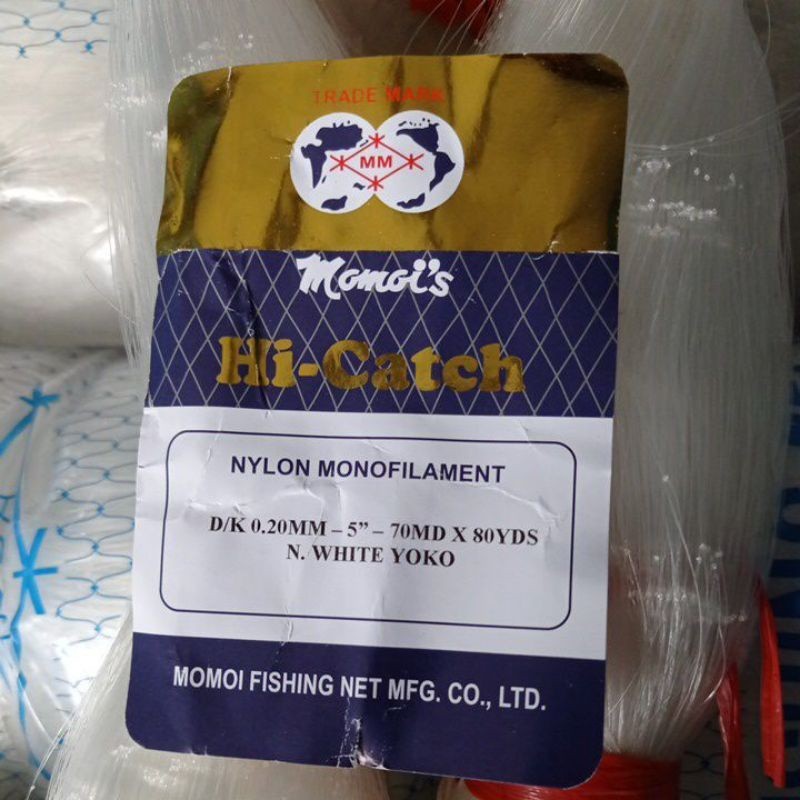 TRADE MARK
MM
Momoi's
Hi-Catch
NYLON MONOFILAMENT
D/K 0.20MM – 5” – 70MD X 80YDS
N. WHITE YOKO
MOMOI FISHING NET MFG. CO., LTD.